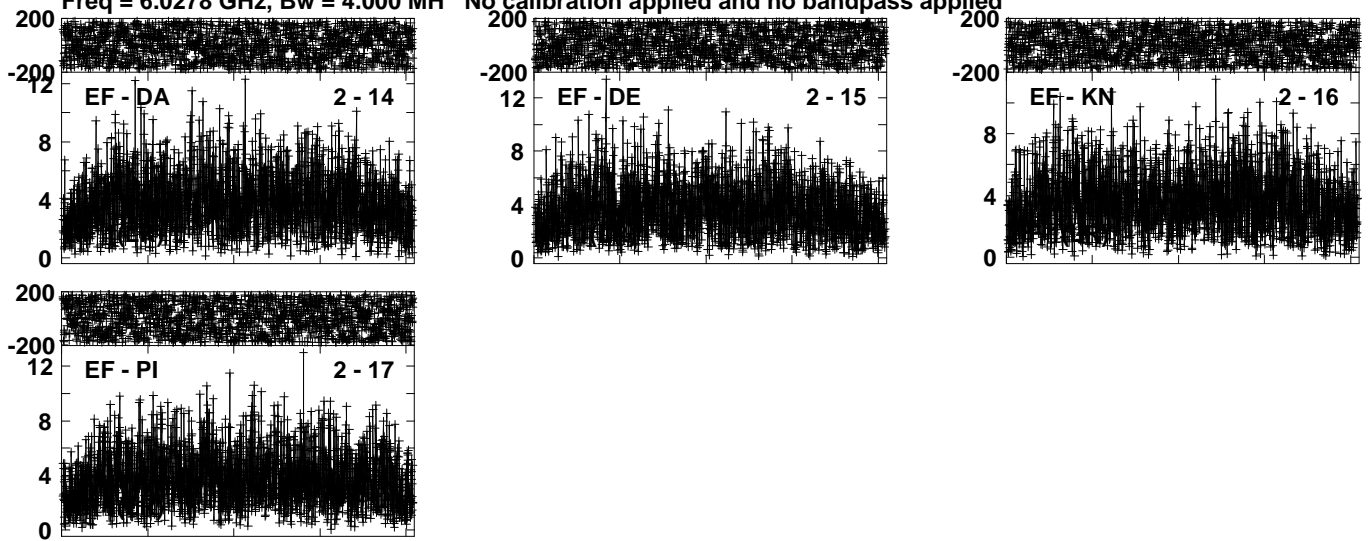 Freq = 6.0278 GHz, Bw = 4.000 MH No calibration applied and no bandpass applied
200 200 200
-200 -200 -200
12 EF - DA 2 - 14 12 EF - DE 2 - 15 EF - KN 2 - 16
8 8 8
4 4 4
0 0 0
200
-200
12 EF - PI 2 - 17
8
4
0